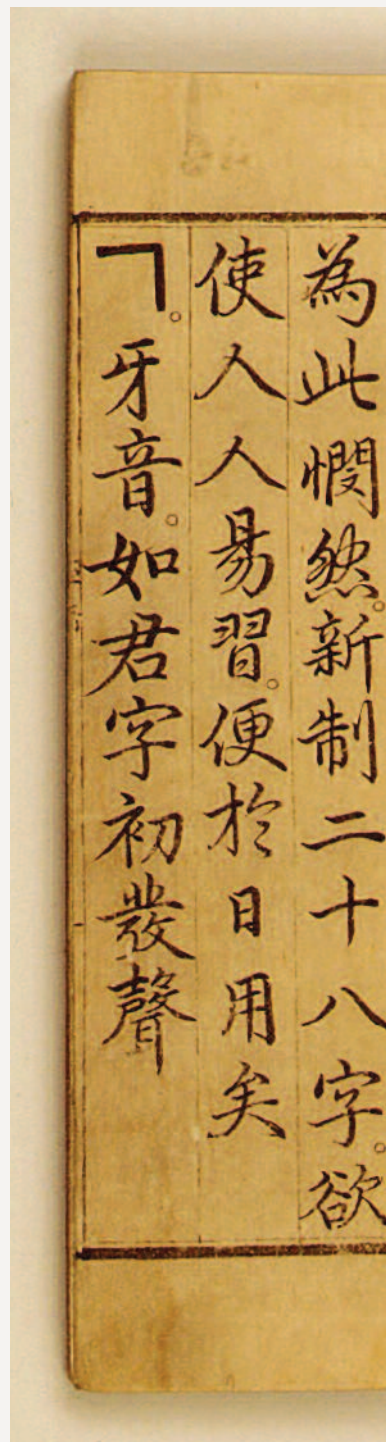 為此憫然。新制二十八字。欲
使人人易習。便於日用矣
ㄱ。牙音。如君字初發聲